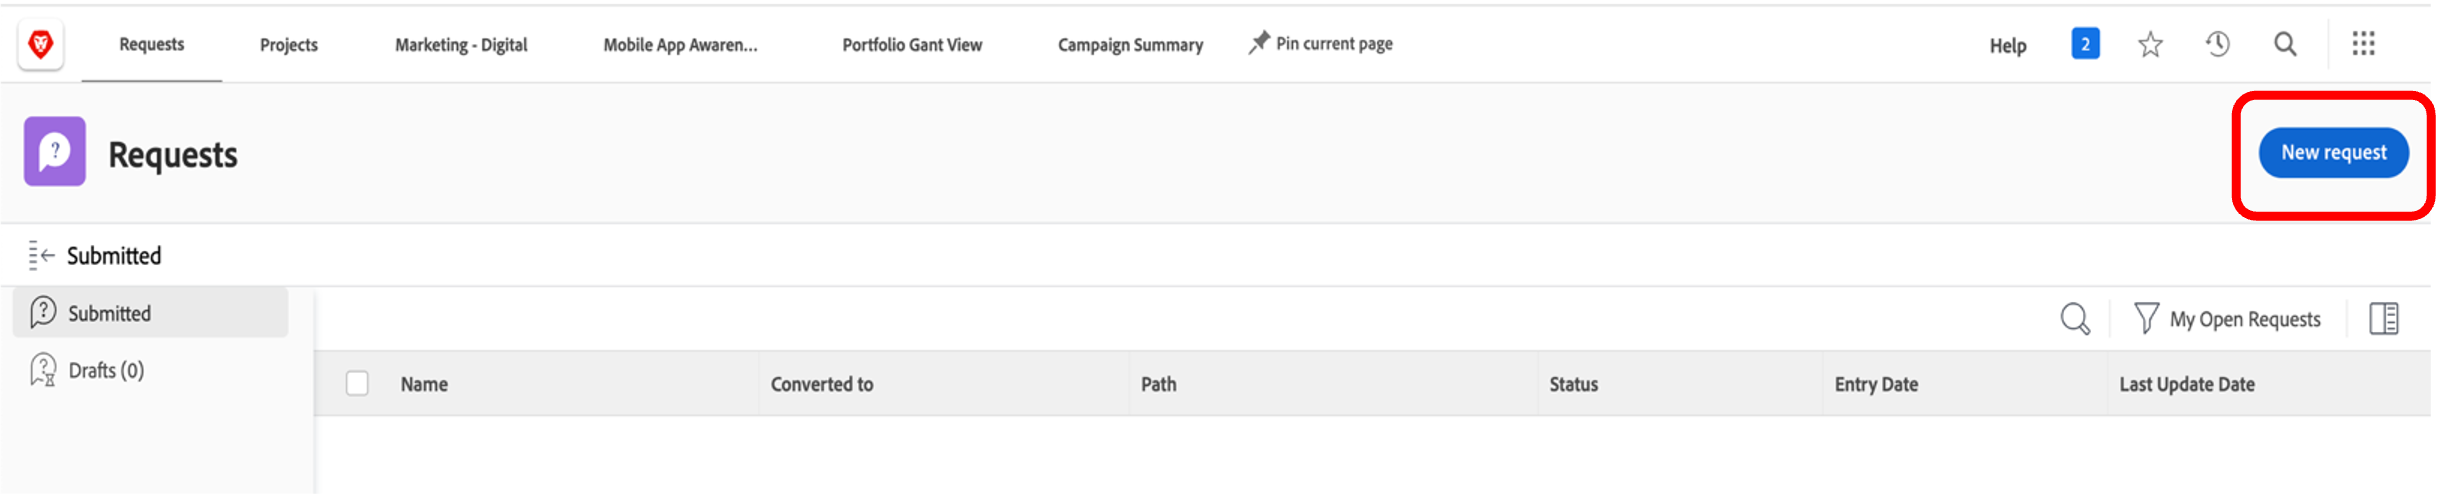 Requests Projects Marketing - Digital Mobile App Awaren... Portfolio Gant View Campaign Summary Pin current page Help 2
? Requests New request
Submitted
? Submitted My Open Requests
? Drafts (0)
Name Converted to Path Status Entry Date Last Update Date